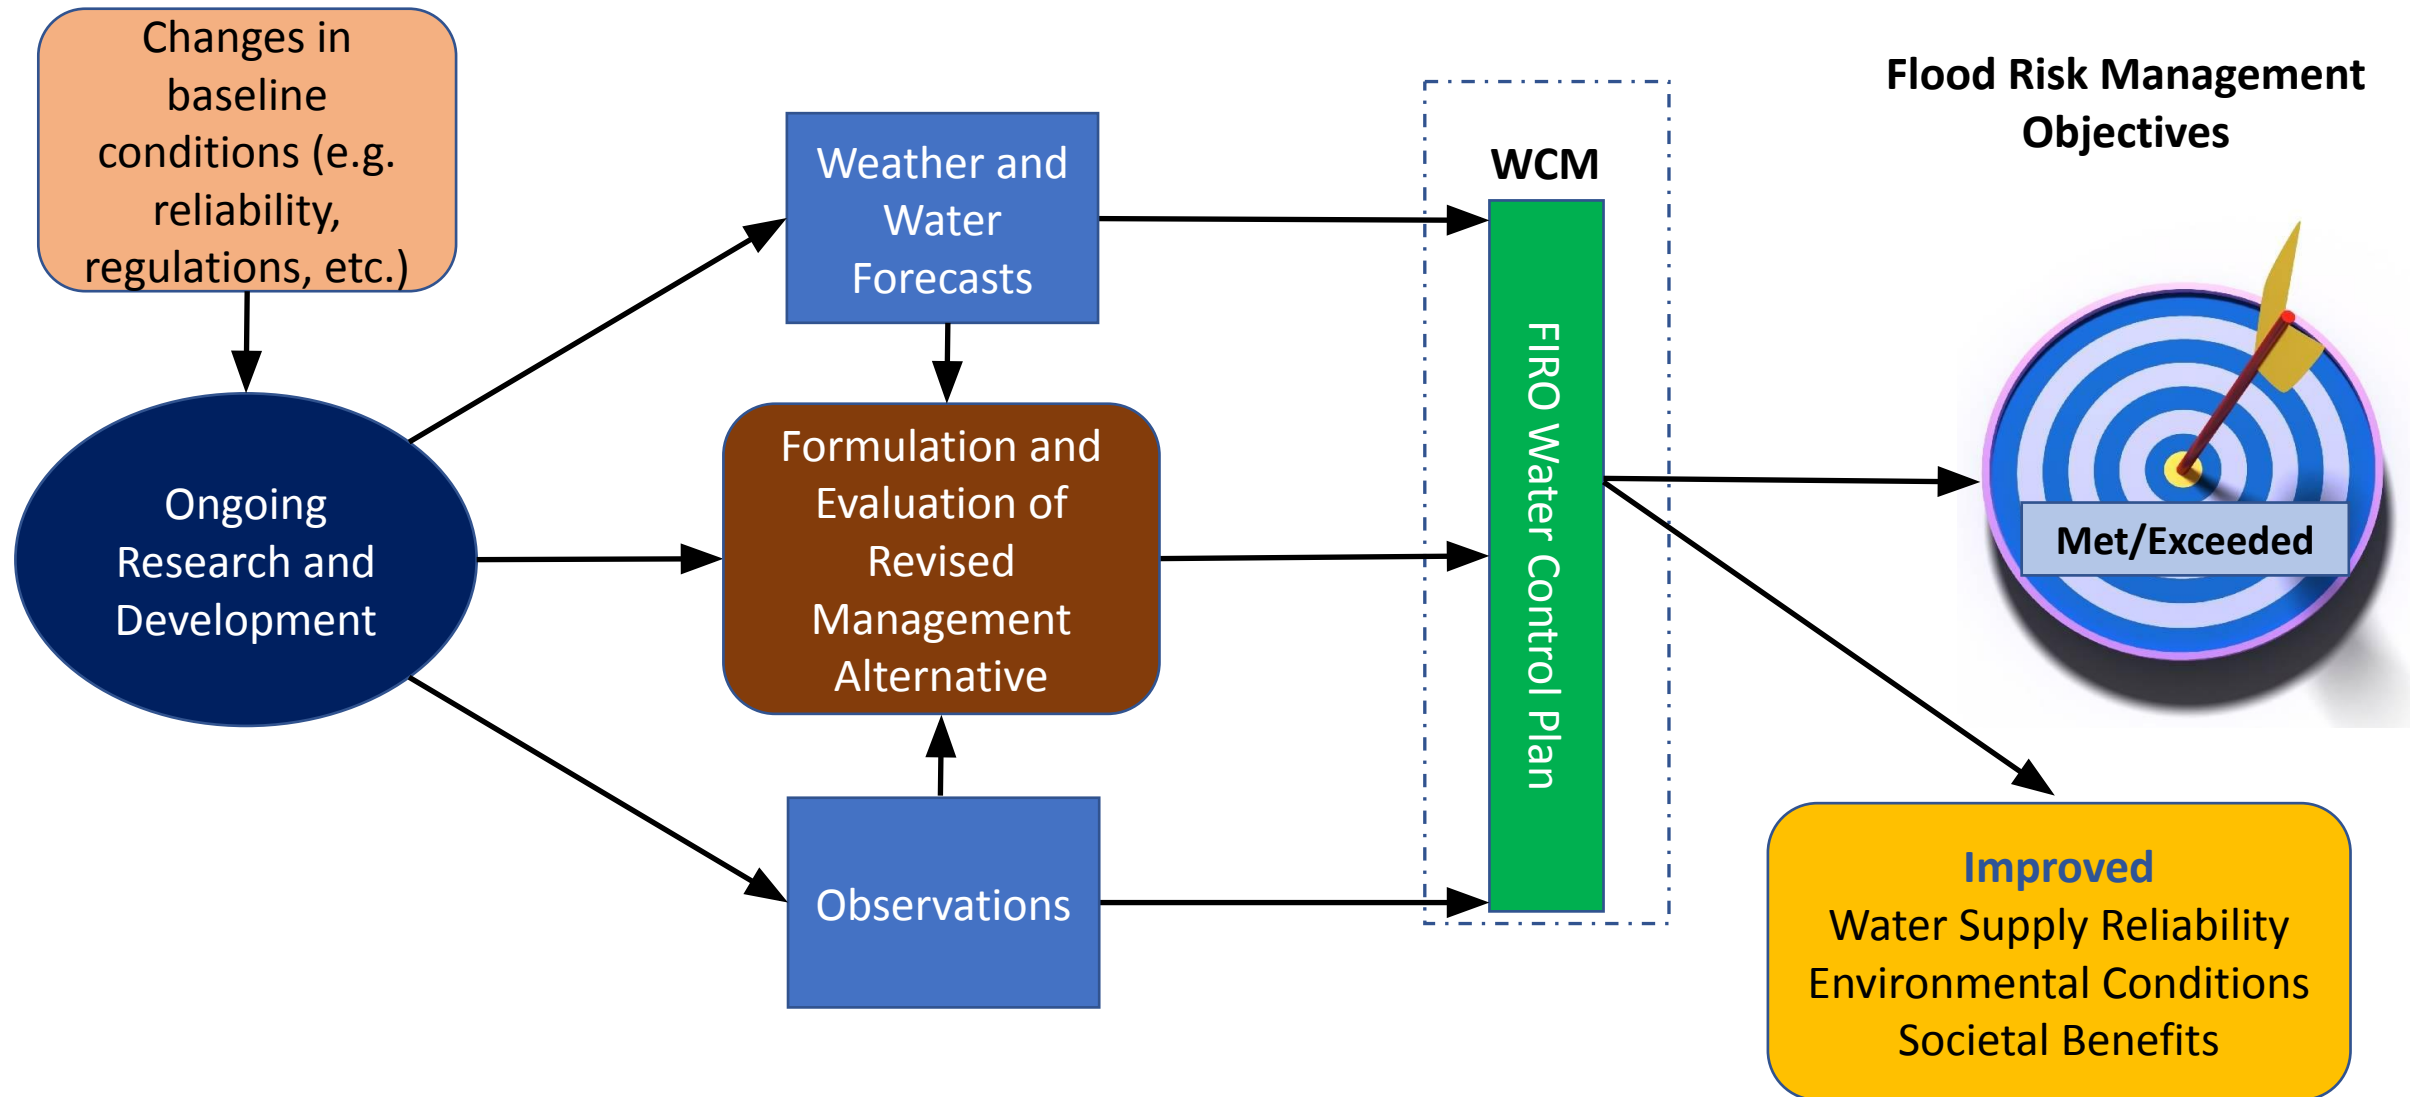 Changes in
baseline
conditions (e.g.
reliability,
regulations, etc.)
Ongoing
Research and
Development
Weather and
Water
Forecasts
Formulation and
Evaluation of
Revised
Management
Alternative
Observations
WCM
FIRO Water Control Plan
Flood Risk Management
Objectives
Met/Exceeded
Improved
Water Supply Reliability
Environmental Conditions
Societal Benefits